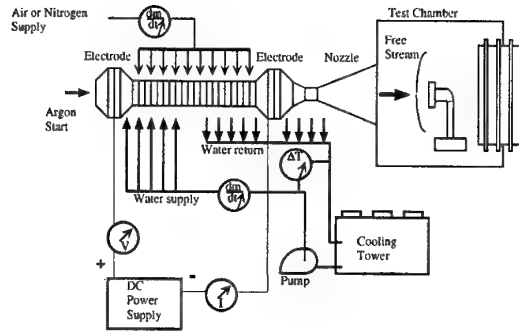 Air or Nitrogen
Supply
dm
dt
Test Chamber
Electrode
Electrode
Nozzle
Free
Stream
Argon
Start
Water return
ΔT
Water supply
dm
dt
V
+
-
I
DC
Power
Supply
Pump
Cooling
Tower